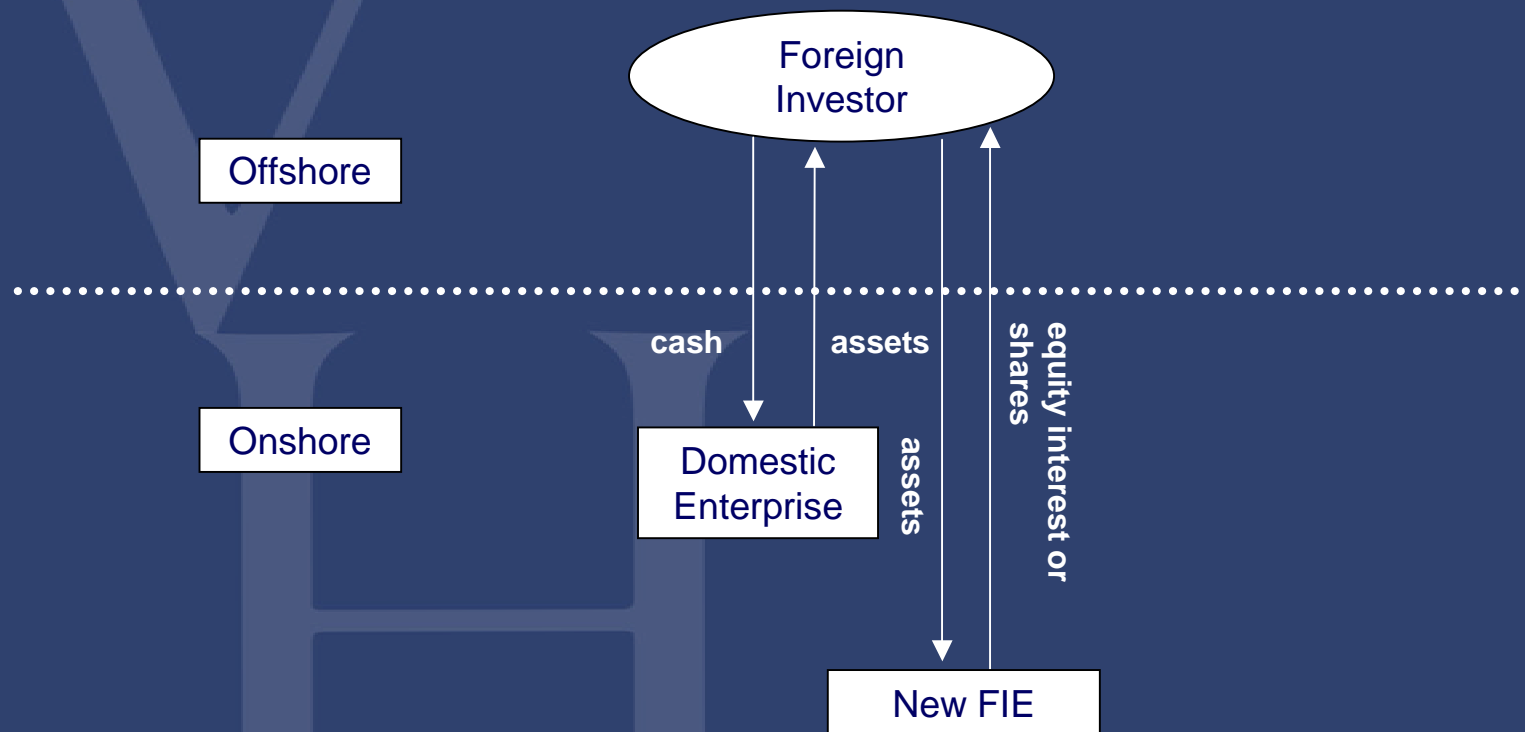 Foreign
Investor
Offshore
cash
assets
equity interest or
shares
Onshore
Domestic
Enterprise
assets
New FIE